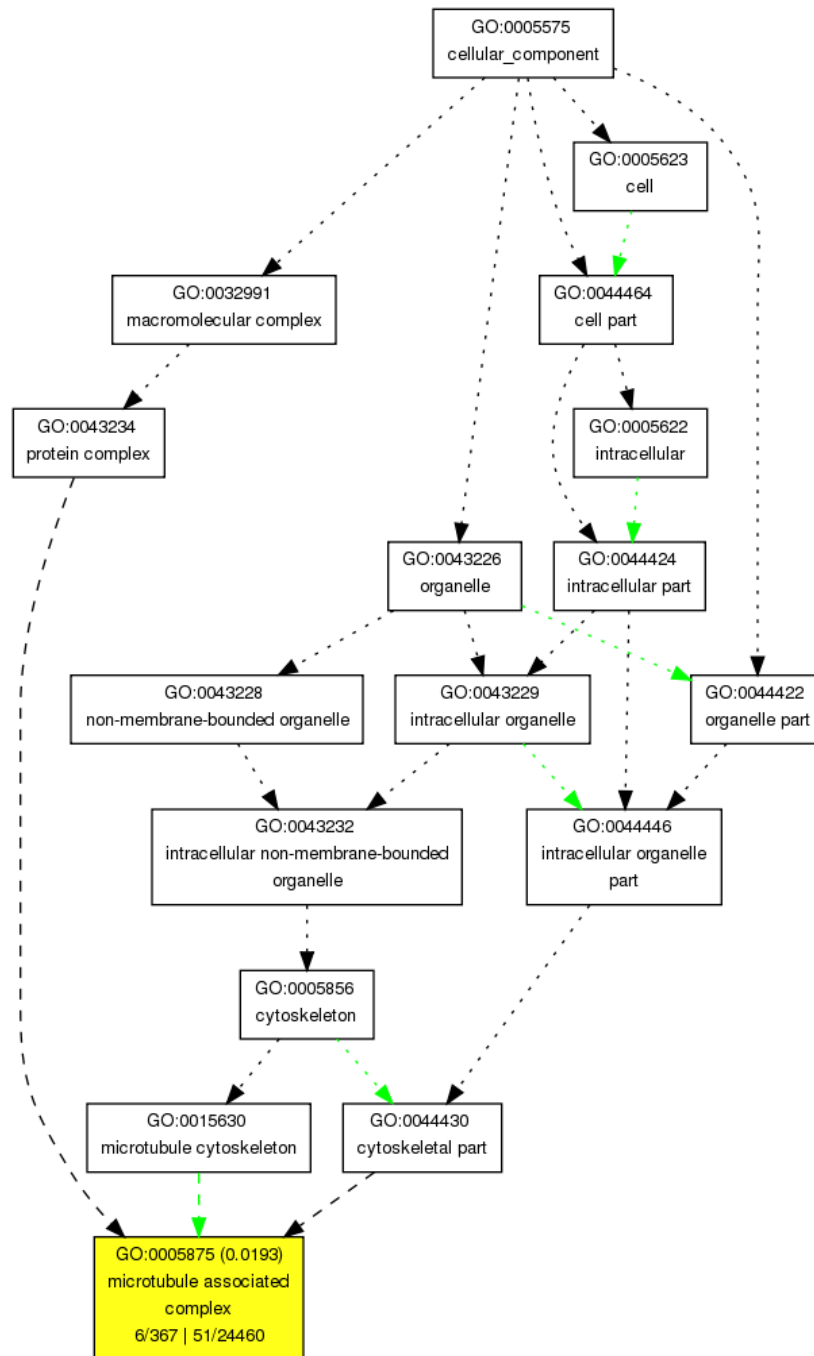 GO:0005575
cellular_component
GO:0005623
cell
GO:0032991
macromolecular complex
GO:0044464
cell part
GO:0043234
protein complex
GO:0005622
intracellular
GO:0043226
organelle
GO:0044424
intracellular part
GO:0043228
non-membrane-bounded organelle
GO:0043229
intracellular organelle
GO:0044422
organelle part
GO:0043232
intracellular non-membrane-bounded
organelle
GO:0044446
intracellular organelle
part
GO:0005856
cytoskeleton
GO:0015630
microtubule cytoskeleton
GO:0044430
cytoskeletal part
GO:0005875 (0.0193)
microtubule associated
complex
6/367 | 51/24460